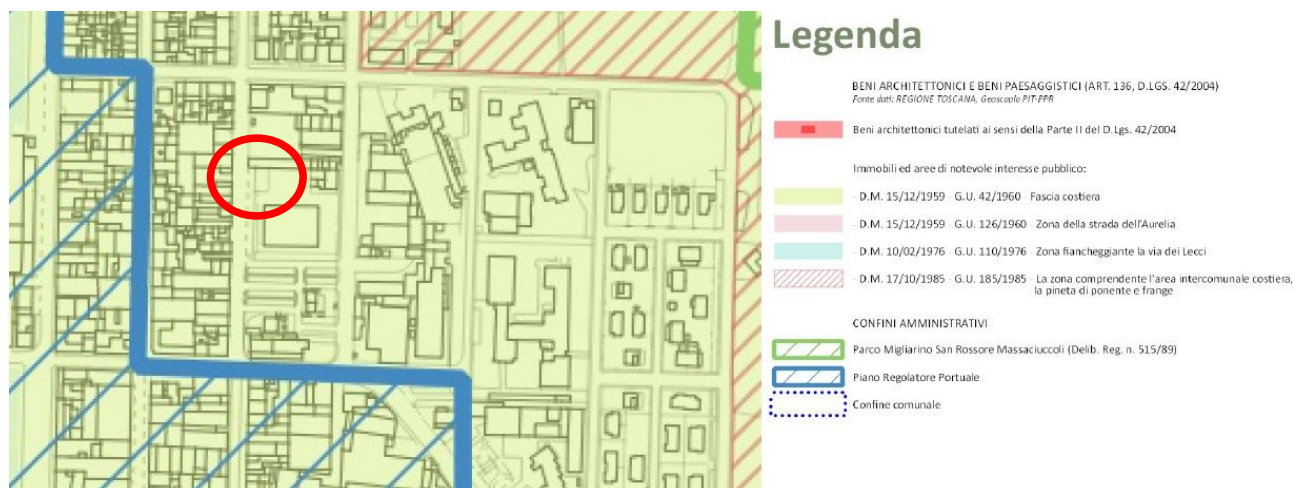 Legenda
BENI ARCHITETTONICI E BENI PAESAGGISTICI (ART. 136, D.LGS. 42/2004)
Fonte dati: REGIONE TOSCANA, Geoscopio PIT-PPR
Beni architettonici tutelati ai sensi della Parte II del D.Lgs. 42/2004
Immobili ed aree di notevole interesse pubblico:
- D.M. 15/12/1959 - G.U. 42/1960 - Fascia costiera
- D.M. 15/12/1959 - G.U. 126/1960 - Zona della strada dell'Aurelia
- D.M. 10/02/1976 - G.U. 110/1976 - Zona fiancheggiante la via dei Lecci
- D.M. 17/10/1985 - G.U. 185/1985 - La zona comprendente l'area intercomunale costiera,
la pineta di ponente e frange
CONFINI AMMINISTRATIVI
Parco Migliarino San Rossore Massaciuccoli (Delib. Reg. n. 515/89)
Piano Regolatore Portuale
Confine comunale